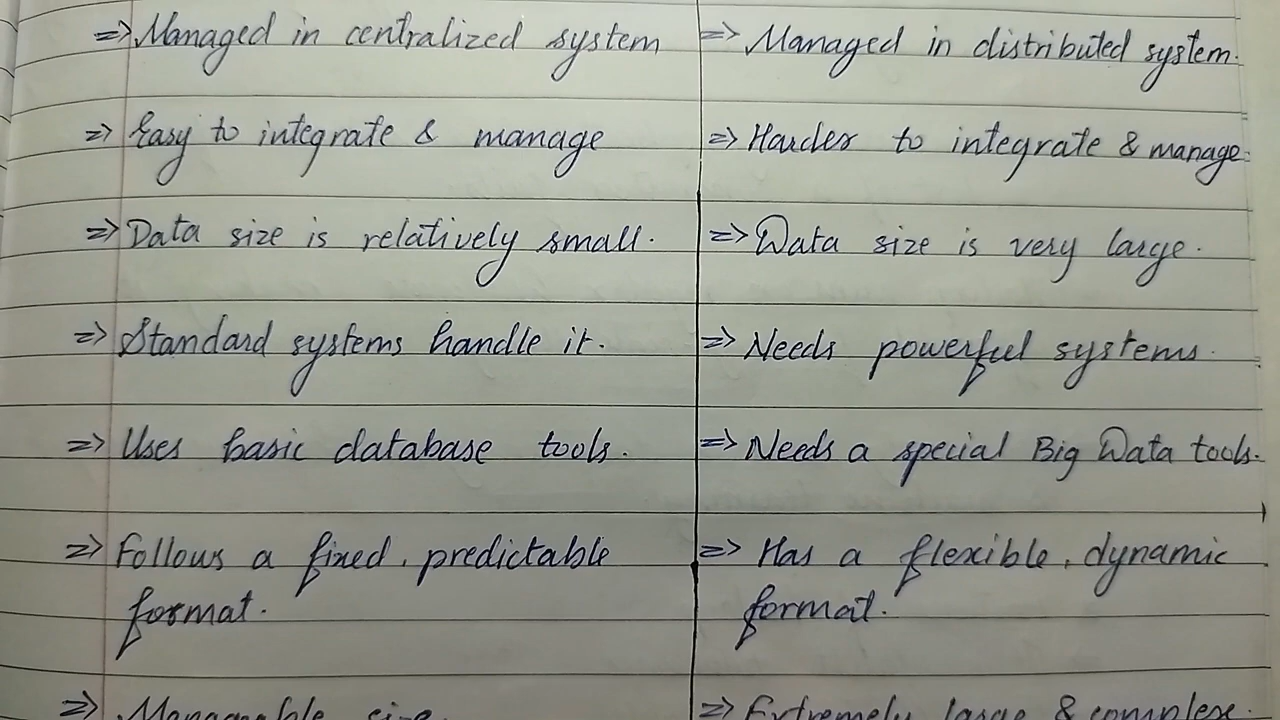 => Managed in centralized system
=> Managed in distributed system.
=> Easy to integrate & manage
=> Harder to integrate & manage.
=> Data size is relatively small.
=> Data size is very large.
=> Standard systems handle it.
=> Needs powerful systems.
=> Uses basic database tools.
=> Needs a special Big Data tools.
=> Follows a fixed, predictable
format.
=> Has a flexible, dynamic
format.
=> Manageable size.
=> Extremely large & complex.